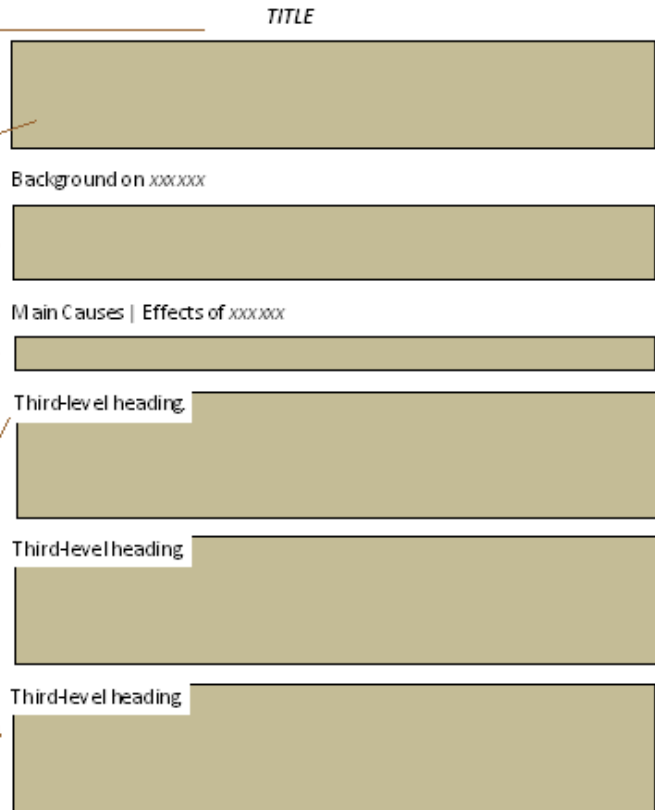 TITLE
Background on xxxxxx
Main Causes | Effects of xxxxxx
Third-level heading.
Third-level heading
Third-level heading